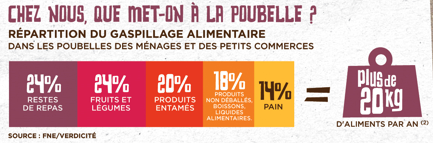 CHEZ NOUS, QUE MET-ON À LA POUBELLE ?
RÉPARTITION DU GASPILLAGE ALIMENTAIRE
DANS LES POUBELLES DES MÉNAGES ET DES PETITS COMMERCES
24%
RESTES
DE REPAS
24%
FRUITS ET
LÉGUMES
20%
PRODUITS
ENTAMÉS
18%
PRODUITS
NON DÉBALLÉS,
BOISSONS,
LIQUIDES
ALIMENTAIRES.
14%
PAIN
=
plus de
20kg
D'ALIMENTS PAR AN (2)
SOURCE : FNE/VERDICITÉ